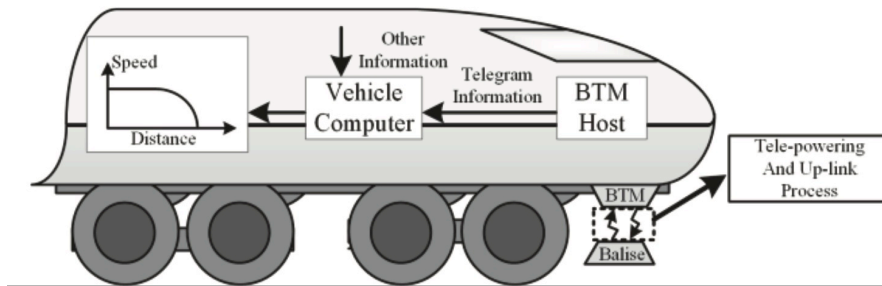 Speed
Distance
Other
Information
Vehicle
Computer
Telegram
Information
BTM
Host
BTM
Balise
Tele-powering
And Up-link
Process